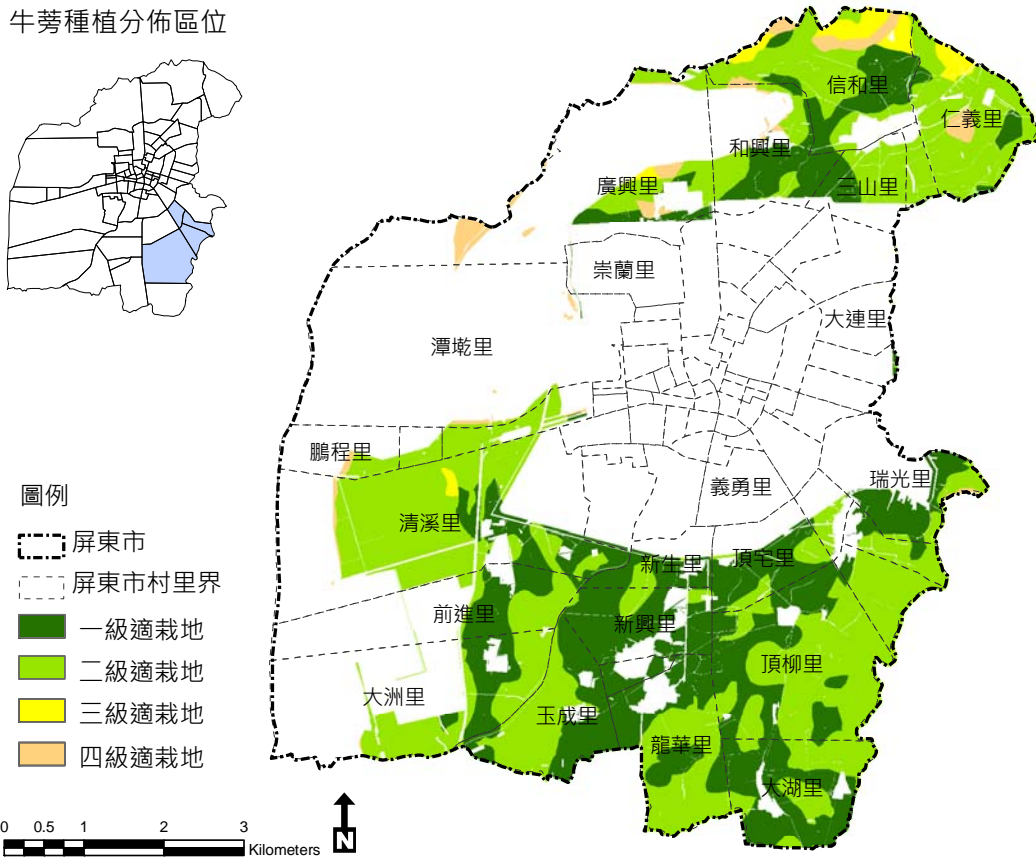 牛蒡種植分佈區位
信和里
仁義里
和興里
三山里
廣興里
崇蘭里
大連里
潭墘里
鵬程里
瑞光里
義勇里
清溪里
新生里
頂宅里
前進里
新興里
頂柳里
大洲里
玉成里
龍華里
大湖里
圖例
屏東市
屏東市村里界
一級適栽地
二級適栽地
三級適栽地
四級適栽地
0 0.5 1 2 3
Kilometers
N